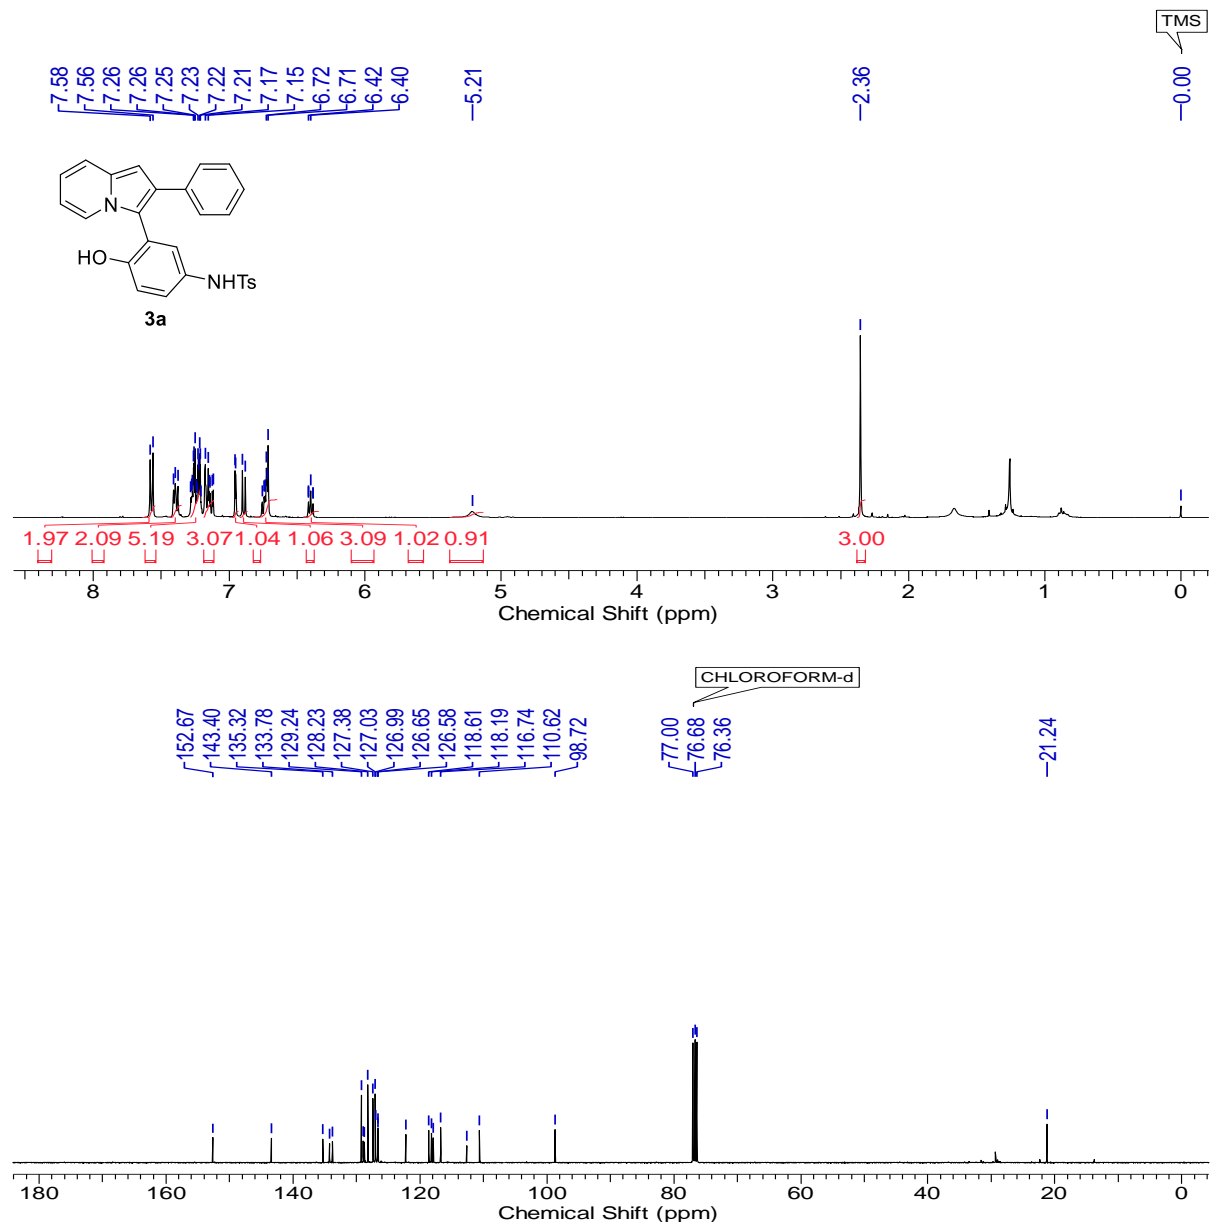 TMS
7.58 7.56 7.26 7.26 7.25 7.23 7.22 7.21 7.17 7.15 6.72 6.71 6.42 6.40 5.21 2.36 -0.00
N
HO
NHTs
3a
1.97 2.09 5.19 3.07 1.04 1.06 3.09 1.02 0.91 3.00
8 7 6 5 4 3 2 1 0
Chemical Shift (ppm)
CHLOROFORM-d
152.67 143.40 135.32 133.78 129.24 128.23 127.38 127.03 126.99 126.65 126.58 118.61 118.19 116.74 110.62 98.72 77.00 76.68 76.36 21.24
180 160 140 120 100 80 60 40 20 0
Chemical Shift (ppm)